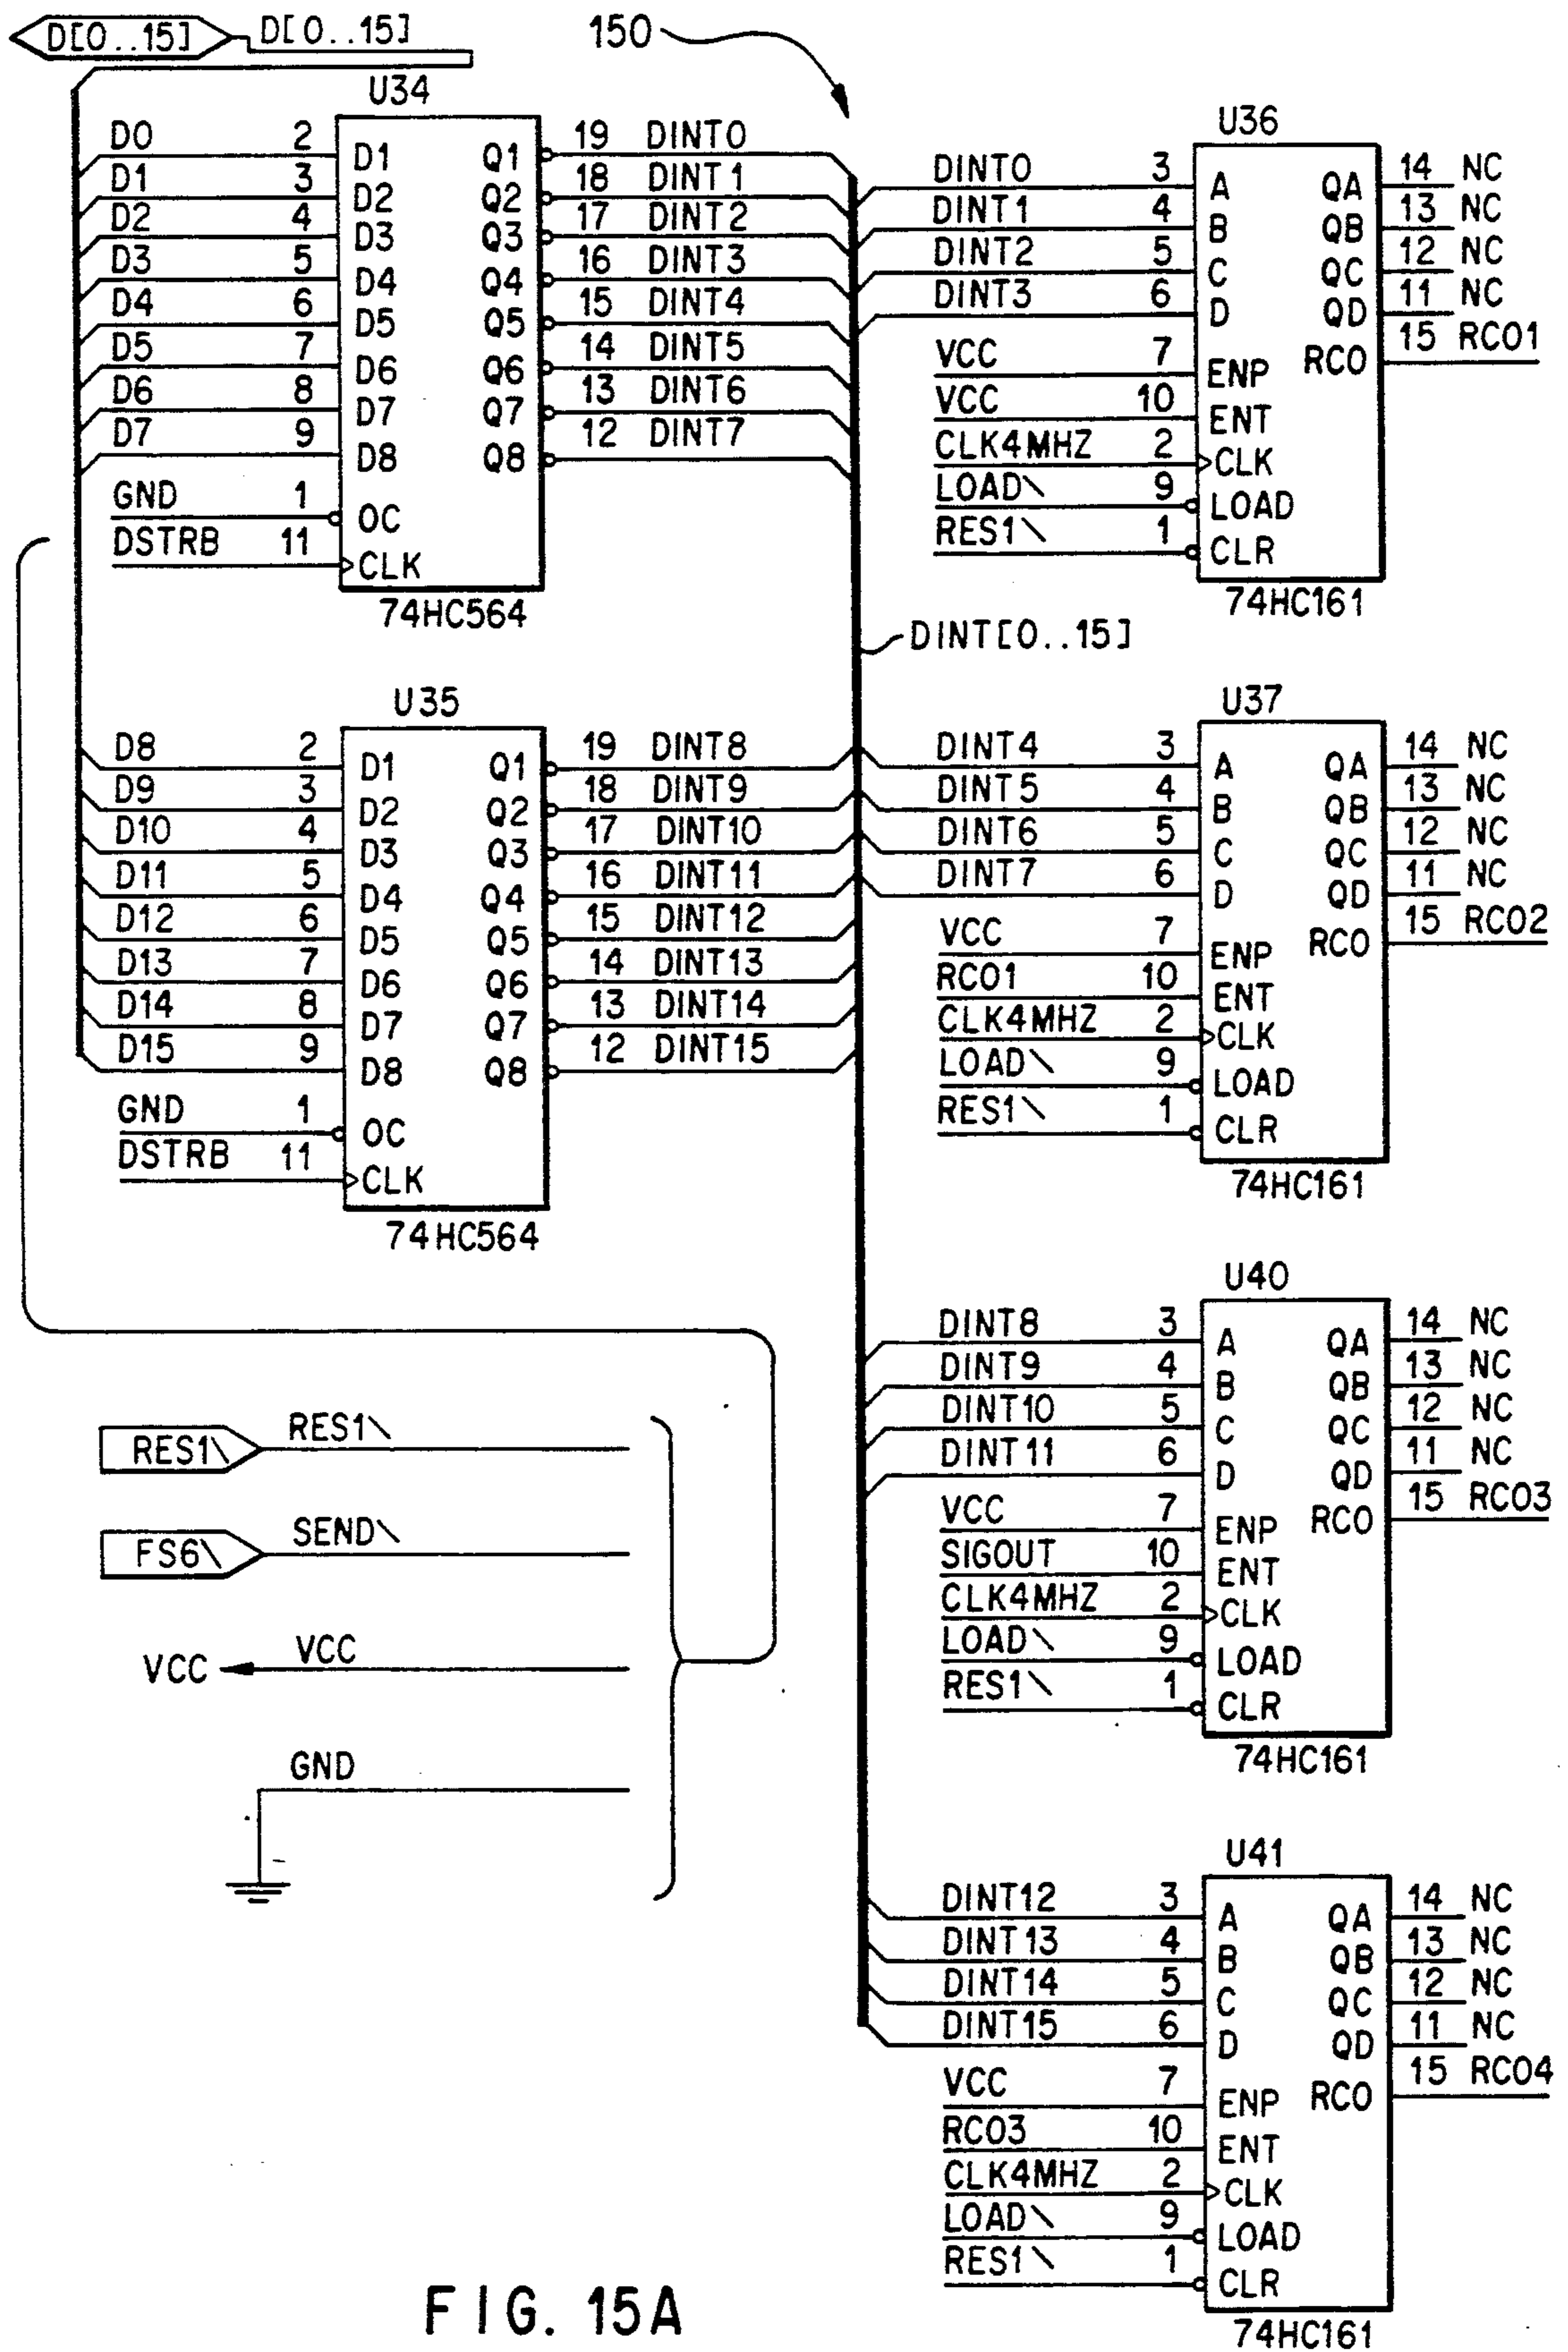 D[0..15] D[0..15]
150
U34
D0 2 D1 Q1 19 DINT0
D1 3 D2 Q2 18 DINT1
D2 4 D3 Q3 17 DINT2
D3 5 D4 Q4 16 DINT3
D4 6 D5 Q5 15 DINT4
D5 7 D6 Q6 14 DINT5
D6 8 D7 Q7 13 DINT6
D7 9 D8 Q8 12 DINT7
GND 1 OC
DSTRB 11 CLK
74HC564
U36
DINT0 3 A QA 14 NC
DINT1 4 B QB 13 NC
DINT2 5 C QC 12 NC
DINT3 6 D QD 11 NC
RCO 15 RCO1
VCC 7 ENP
VCC 10 ENT
CLK4MHZ 2 CLK
LOAD\ 9 LOAD
RES1\ 1 CLR
74HC161
DINT[0..15]
U35
D8 2 D1 Q1 19 DINT8
D9 3 D2 Q2 18 DINT9
D10 4 D3 Q3 17 DINT10
D11 5 D4 Q4 16 DINT11
D12 6 D5 Q5 15 DINT12
D13 7 D6 Q6 14 DINT13
D14 8 D7 Q7 13 DINT14
D15 9 D8 Q8 12 DINT15
GND 1 OC
DSTRB 11 CLK
74HC564
U37
DINT4 3 A QA 14 NC
DINT5 4 B QB 13 NC
DINT6 5 C QC 12 NC
DINT7 6 D QD 11 NC
RCO 15 RCO2
VCC 7 ENP
RCO1 10 ENT
CLK4MHZ 2 CLK
LOAD\ 9 LOAD
RES1\ 1 CLR
74HC161
RES1\ RES1\
FS6\ SEND\
VCC VCC
GND
U40
DINT8 3 A QA 14 NC
DINT9 4 B QB 13 NC
DINT10 5 C QC 12 NC
DINT11 6 D QD 11 NC
RCO 15 RCO3
VCC 7 ENP
SIGOUT 10 ENT
CLK4MHZ 2 CLK
LOAD\ 9 LOAD
RES1\ 1 CLR
74HC161
U41
DINT12 3 A QA 14 NC
DINT13 4 B QB 13 NC
DINT14 5 C QC 12 NC
DINT15 6 D QD 11 NC
RCO 15 RCO4
VCC 7 ENP
RCO3 10 ENT
CLK4MHZ 2 CLK
LOAD\ 9 LOAD
RES1\ 1 CLR
74HC161
FIG. 15A